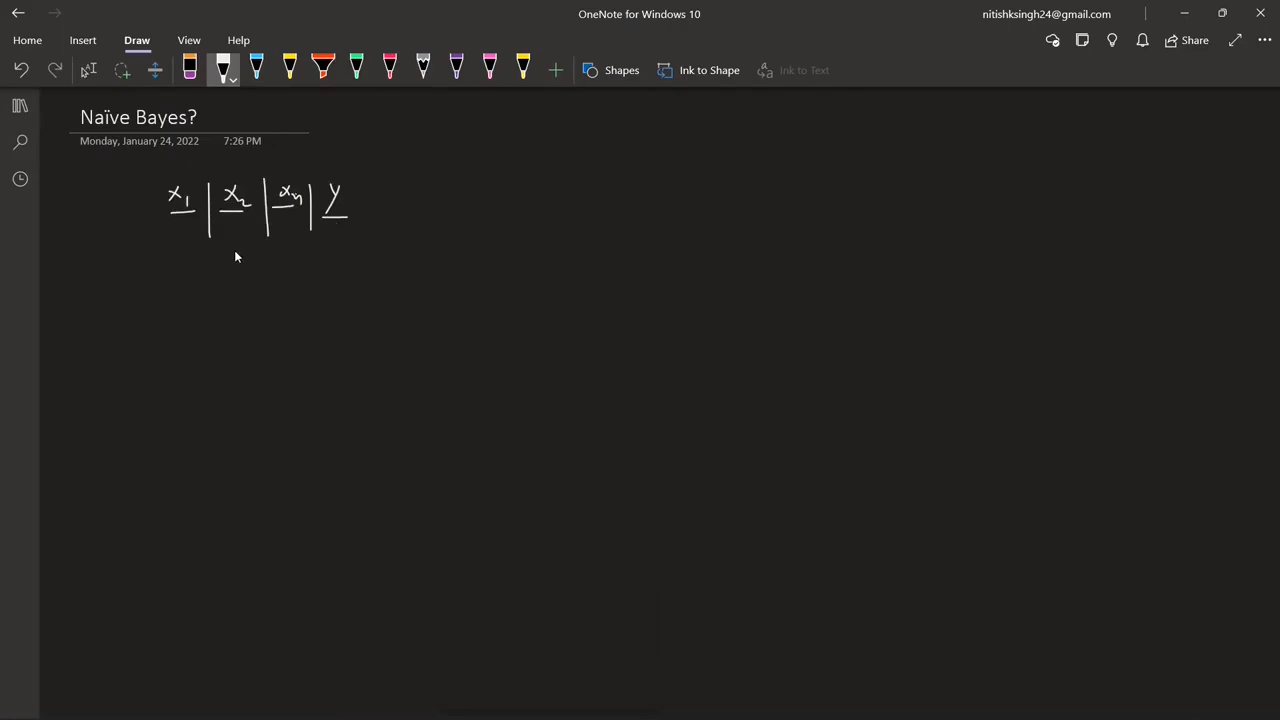 OneNote for Windows 10
nitishksingh24@gmail.com
Home Insert Draw View Help
Share
Shapes Ink to Shape Ink to Text
Naïve Bayes?
Monday, January 24, 2022 7:26 PM
x₁ | x₂ | xₙ | y